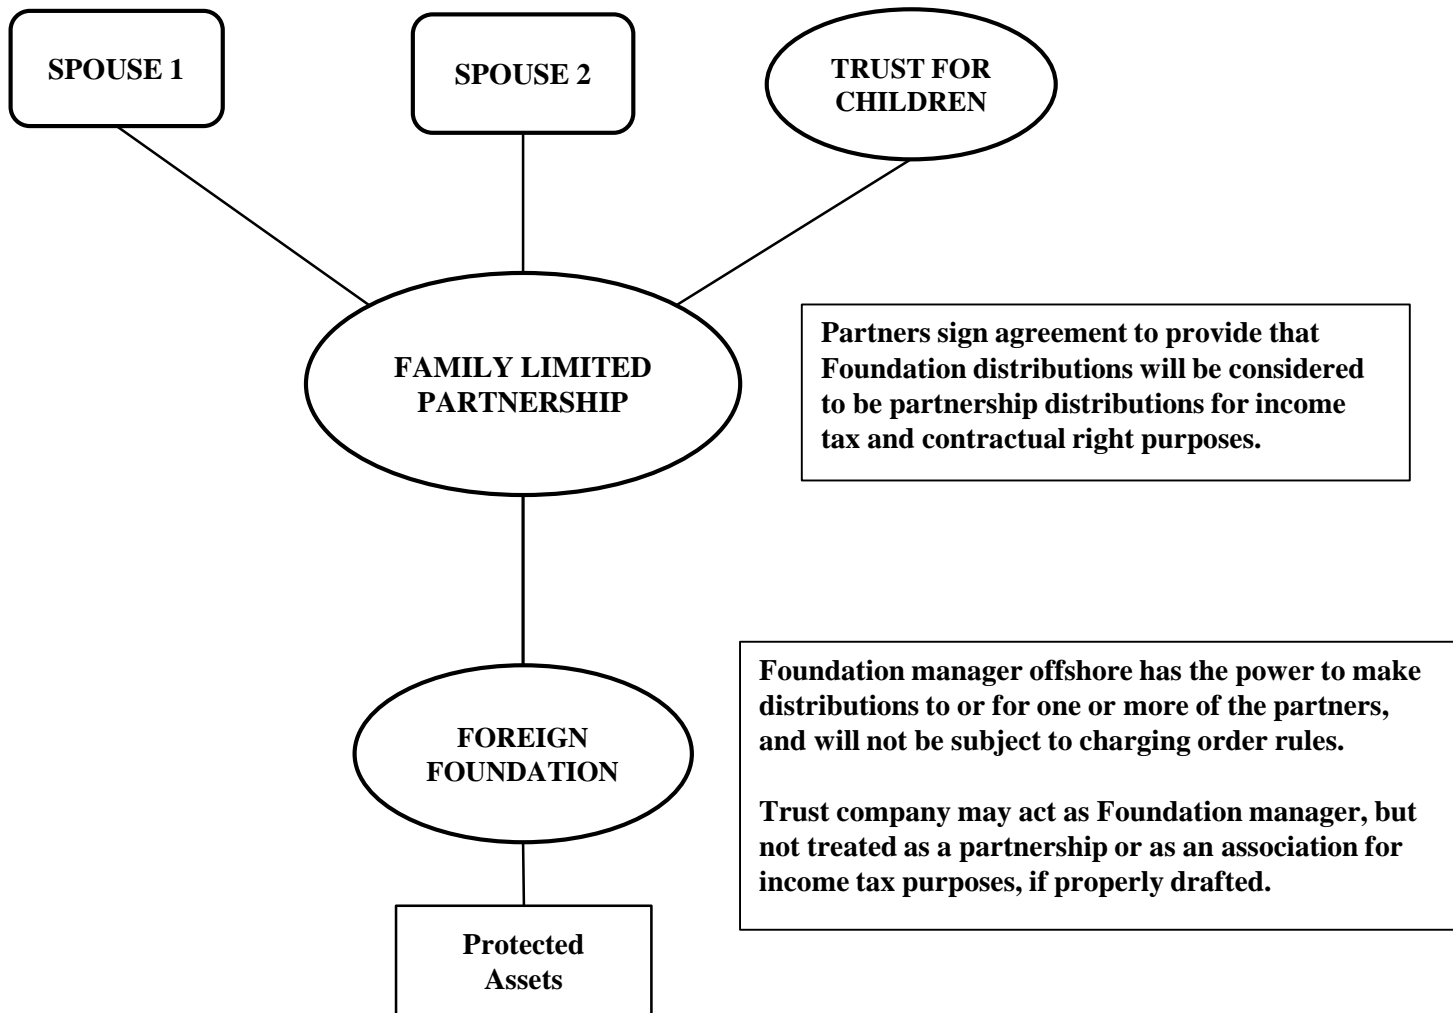 SPOUSE 1
SPOUSE 2
TRUST FOR
CHILDREN
FAMILY LIMITED
PARTNERSHIP
Partners sign agreement to provide that
Foundation distributions will be considered
to be partnership distributions for income
tax and contractual right purposes.
FOREIGN
FOUNDATION
Foundation manager offshore has the power to make
distributions to or for one or more of the partners,
and will not be subject to charging order rules.
Trust company may act as Foundation manager, but
not treated as a partnership or as an association for
income tax purposes, if properly drafted.
Protected
Assets